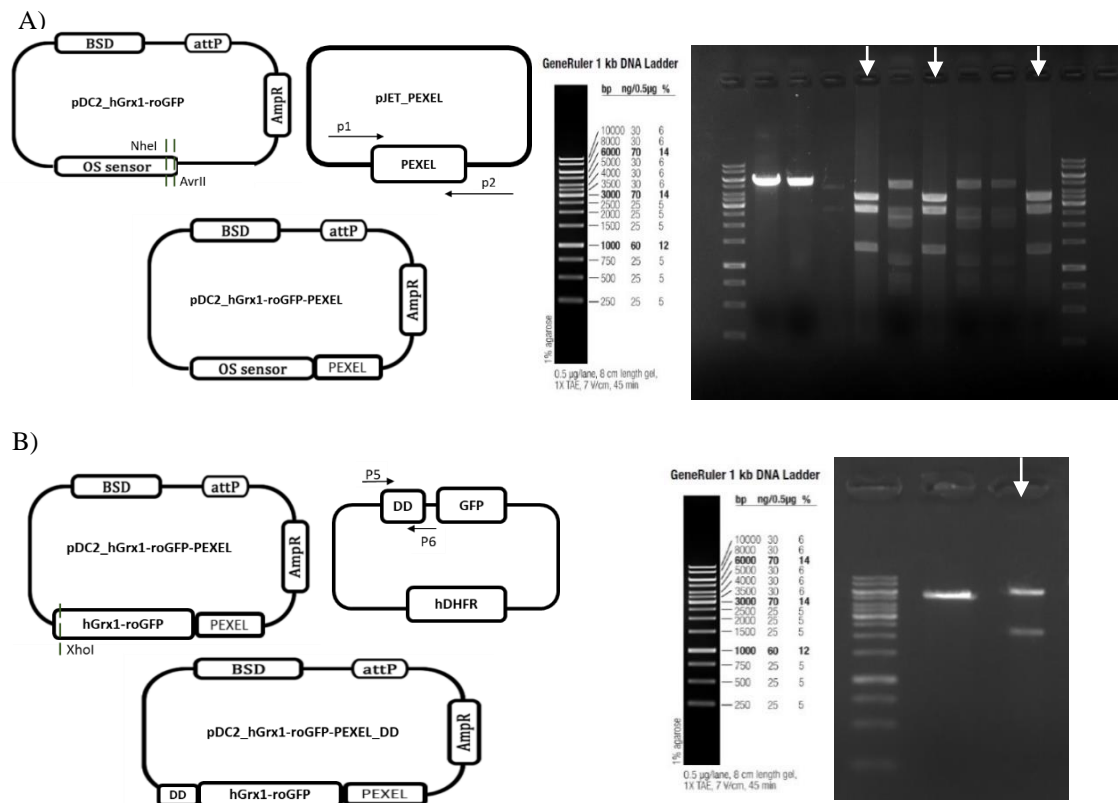 A)
BSD
attP
pDC2_hGrx1-roGFP
AmpR
NheI
OS sensor
AvrII
pJET_PEXEL
p1
PEXEL
p2
BSD
attP
pDC2_hGrx1-roGFP-PEXEL
AmpR
OS sensor
PEXEL
GeneRuler 1 kb DNA Ladder
bp ng/0.5µg %
10000 30 6
8000 30 6
6000 70 14
5000 30 6
4000 30 6
3500 30 6
3000 70 14
2500 25 5
2000 25 5
1500 25 5
1000 60 12
750 25 5
500 25 5
250 25 5
1% agarose
0.5 µg/lane, 8 cm length gel,
1X TAE, 7 V/cm, 45 min
B)
BSD
attP
pDC2_hGrx1-roGFP-PEXEL
AmpR
hGrx1-roGFP
PEXEL
XhoI
P5
DD
GFP
P6
hDHFR
BSD
attP
pDC2_hGrx1-roGFP-PEXEL_DD
AmpR
DD
hGrx1-roGFP
PEXEL
GeneRuler 1 kb DNA Ladder
bp ng/0.5µg %
10000 30 6
8000 30 6
6000 70 14
5000 30 6
4000 30 6
3500 30 6
3000 70 14
2500 25 5
2000 25 5
1500 25 5
1000 60 12
750 25 5
500 25 5
250 25 5
1% agarose
0.5 µg/lane, 8 cm length gel,
1X TAE, 7 V/cm, 45 min